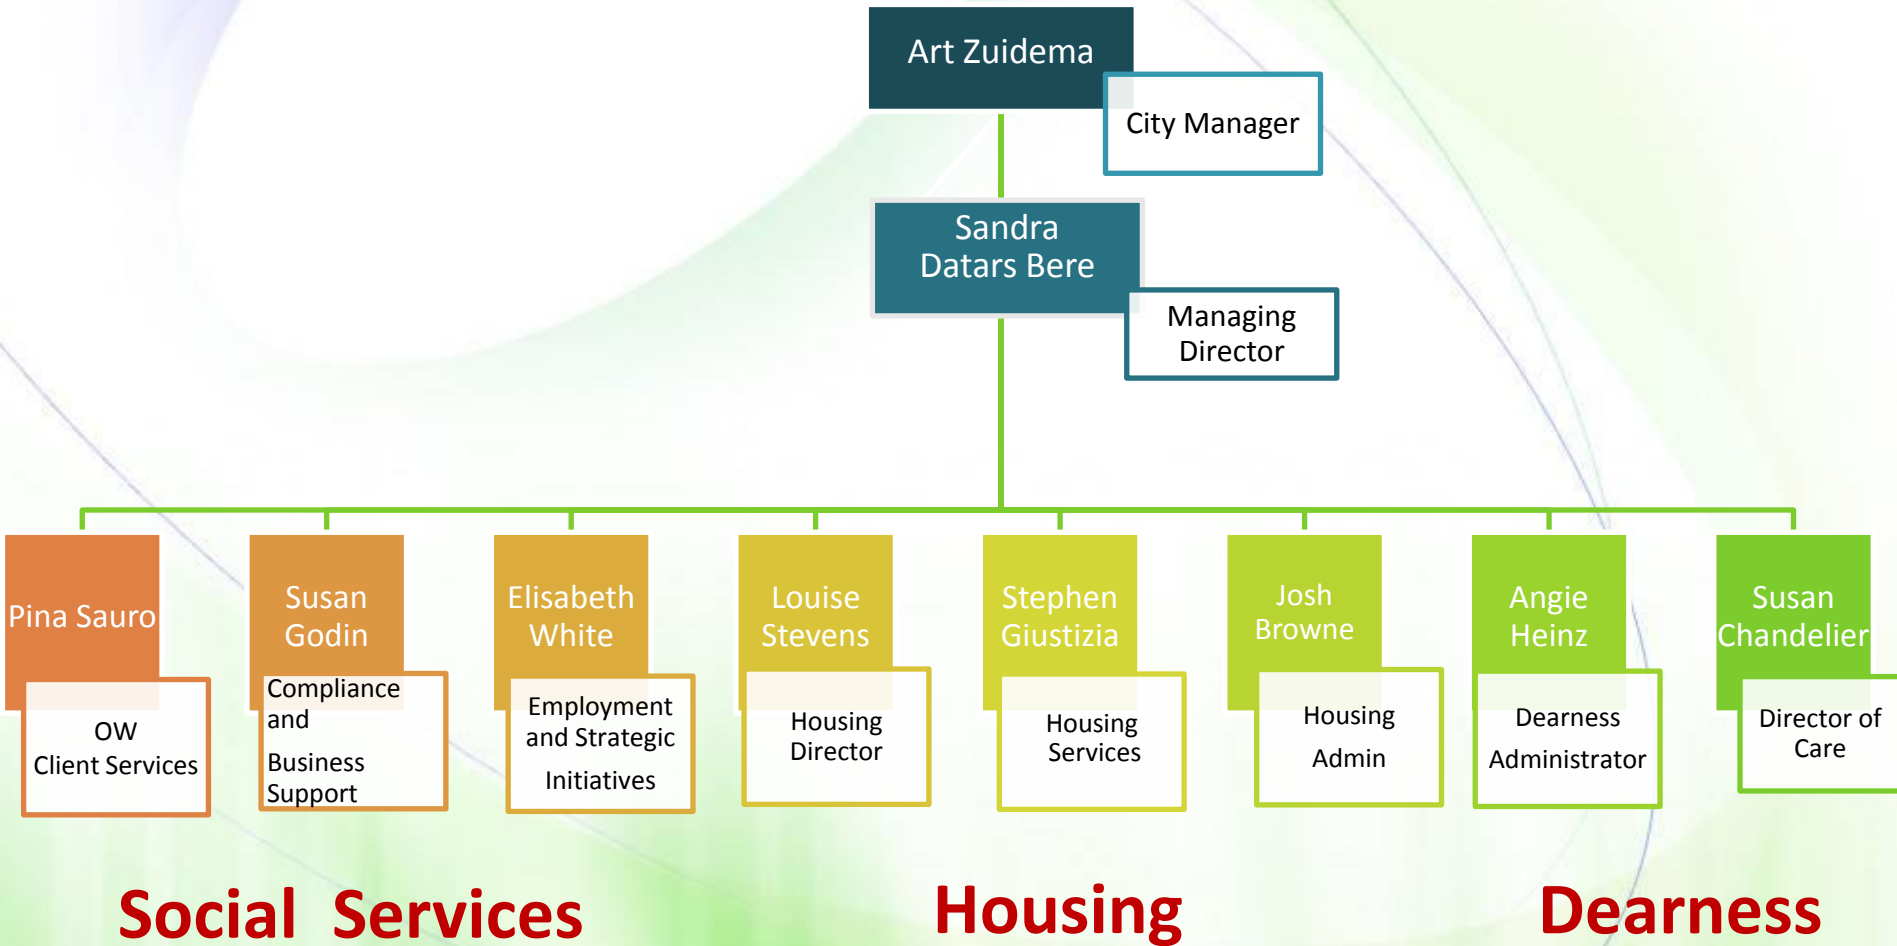 Art Zuidema
City Manager
Sandra
Datars Bere
Managing
Director
Pina Sauro
OW
Client Services
Susan
Godin
Compliance
and
Business
Support
Elisabeth
White
Employment
and Strategic
Initiatives
Louise
Stevens
Housing
Director
Stephen
Giustizia
Housing
Services
Josh
Browne
Housing
Admin
Angie
Heinz
Dearness
Administrator
Susan
Chandelier
Director of
Care
Social Services
Housing
Dearness